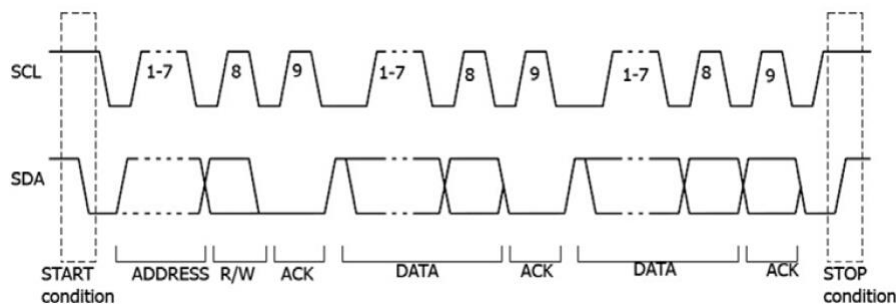 SCL 1-7 8 9 1-7 8 9 1-7 8 9
SDA
ADDRESS R/W ACK DATA ACK DATA ACK
START
condition
STOP
condition